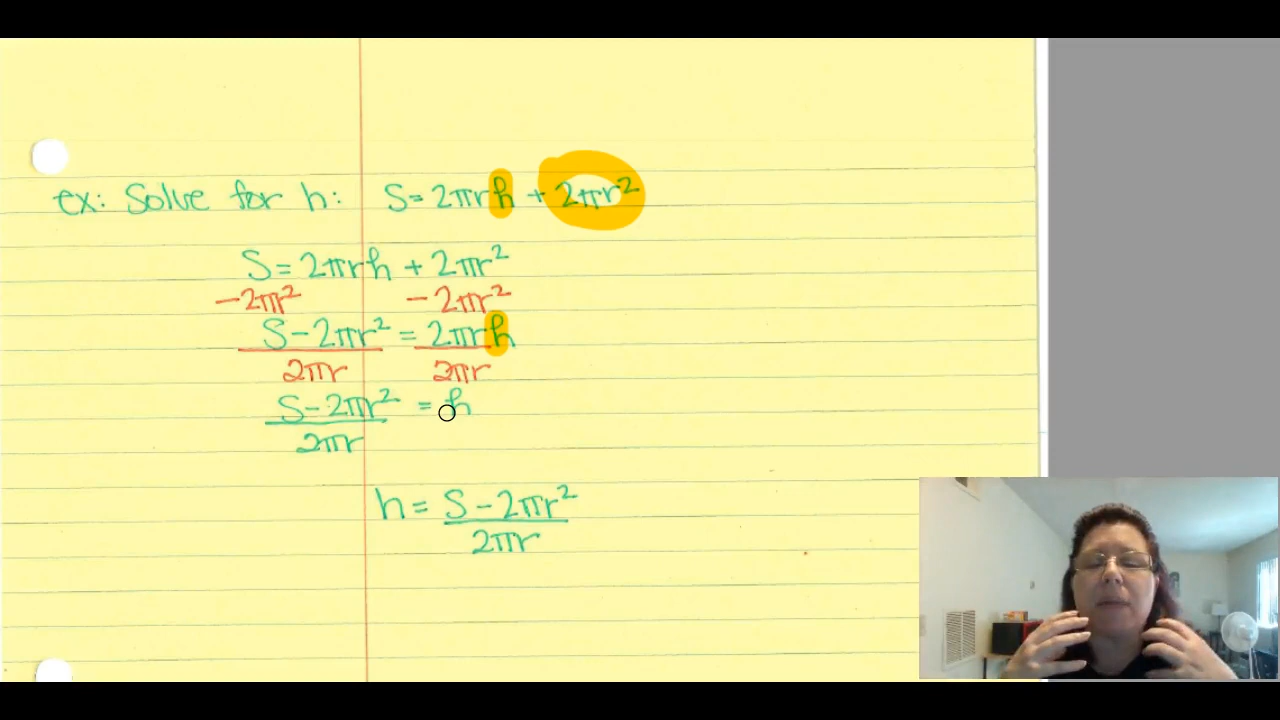 ex: Solve for h: S = 2πrh + 2πr²
S = 2πrh + 2πr²
-2πr² -2πr²
S - 2πr² = 2πrh
2πr 2πr
S - 2πr² = h
2πr
h = S - 2πr²
2πr